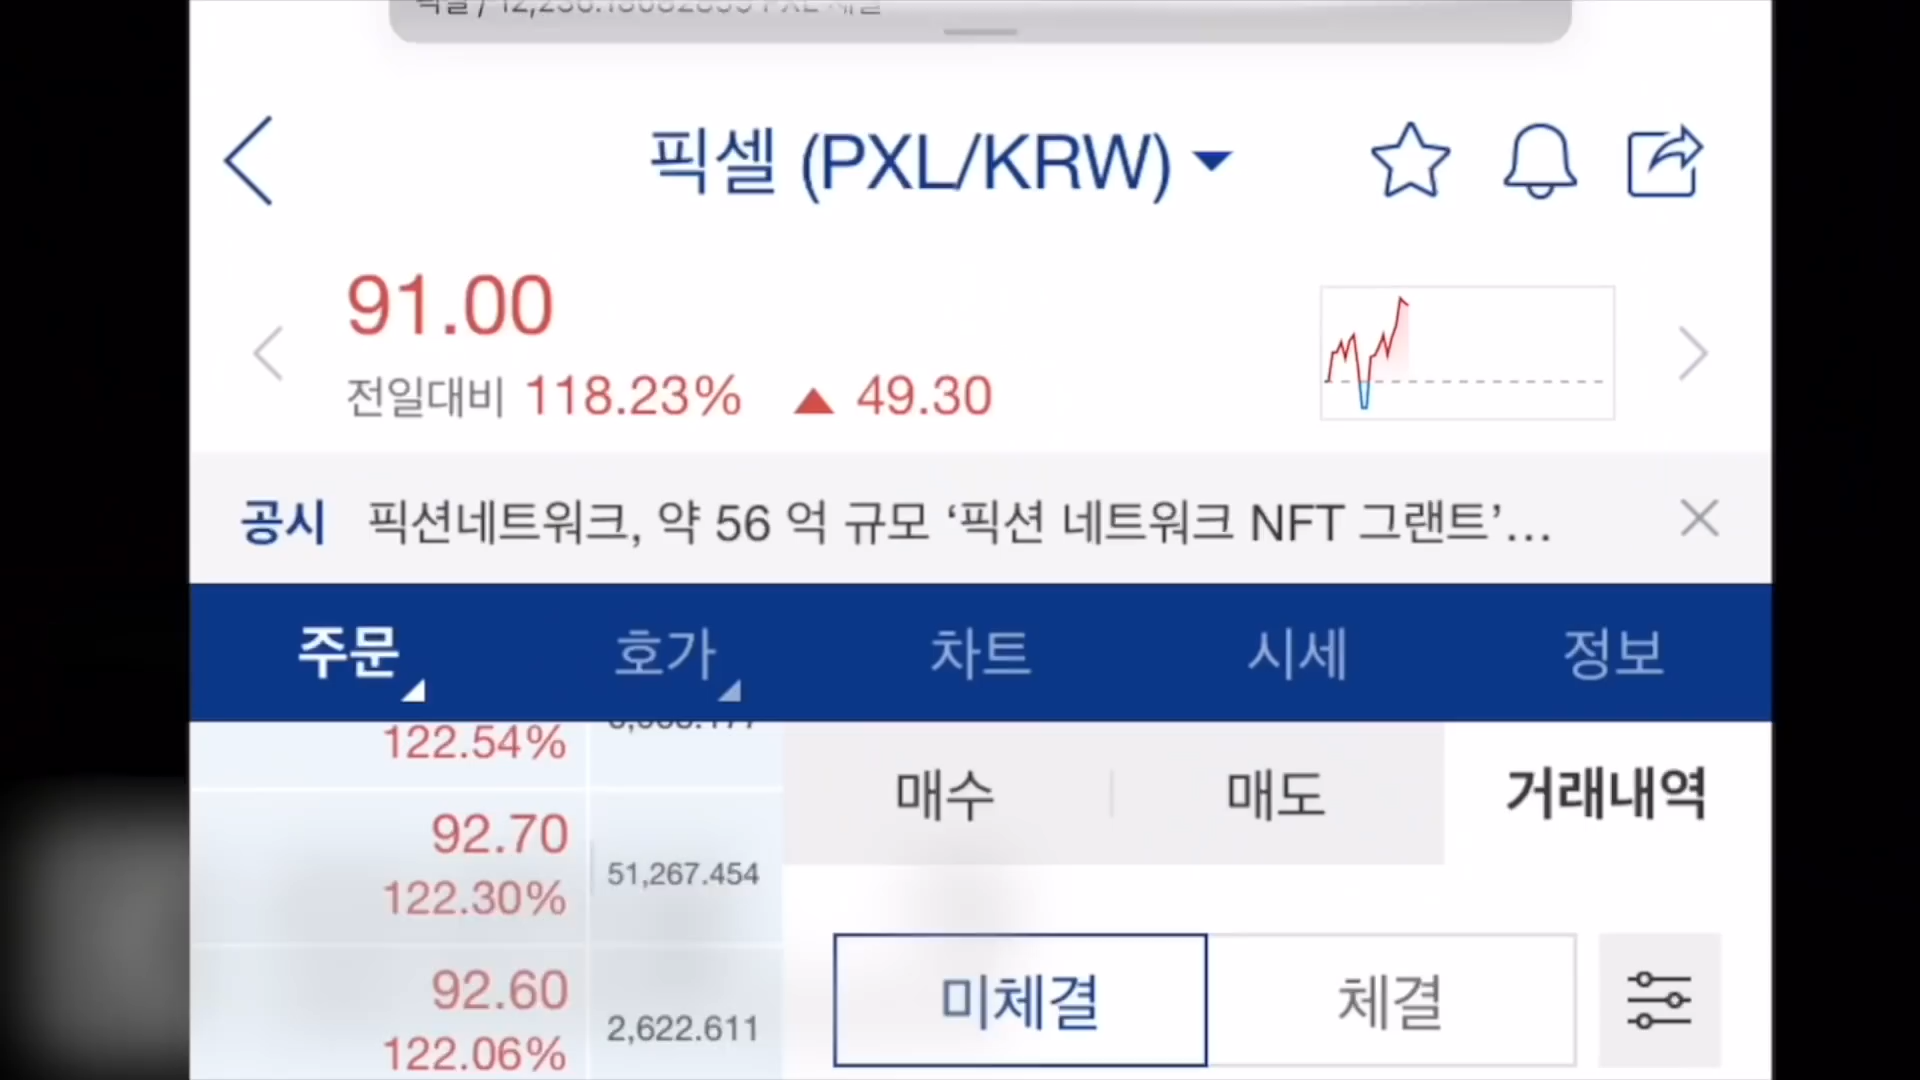 픽셀 (PXL/KRW)
91.00
전일대비 118.23% ▲ 49.30
공시 픽션네트워크, 약 56 억 규모 ‘픽션 네트워크 NFT 그랜트’...
주문 호가 차트 시세 정보
122.54%
매수 매도 거래내역
92.70
122.30%
51,267.454
92.60
122.06%
2,622.611
미체결 체결